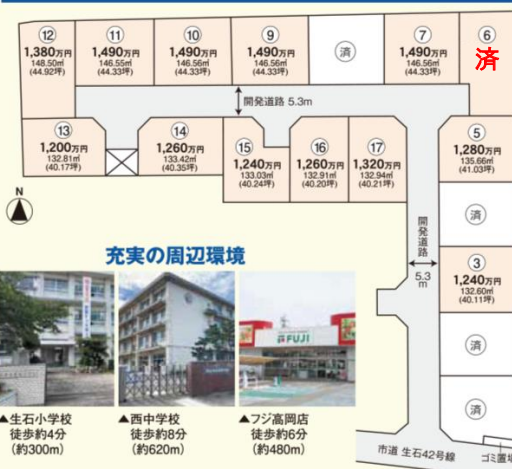 ⑫
1,380万円
148.50㎡
(44.92坪)
⑪
1,490万円
146.55㎡
(44.33坪)
⑩
1,490万円
146.56㎡
(44.33坪)
⑨
1,490万円
146.56㎡
(44.33坪)
済
⑦
1,490万円
146.56㎡
(44.33坪)
⑥
済
開発道路 5.3m
⑬
1,200万円
132.81㎡
(40.17坪)
⑭
1,260万円
133.42㎡
(40.35坪)
⑮
1,240万円
133.03㎡
(40.24坪)
⑯
1,260万円
132.91㎡
(40.20坪)
⑰
1,320万円
132.94㎡
(40.21坪)
⑤
1,280万円
135.66㎡
(41.03坪)
済
N
開発道路
5.3m
③
1,240万円
132.60㎡
(40.11坪)
済
済
充実の周辺環境
FUJI
▲生石小学校
徒歩約4分
(約300m)
▲西中学校
徒歩約8分
(約620m)
▲フジ高岡店
徒歩約6分
(約480m)
市道 生石42号線
ゴミ置場